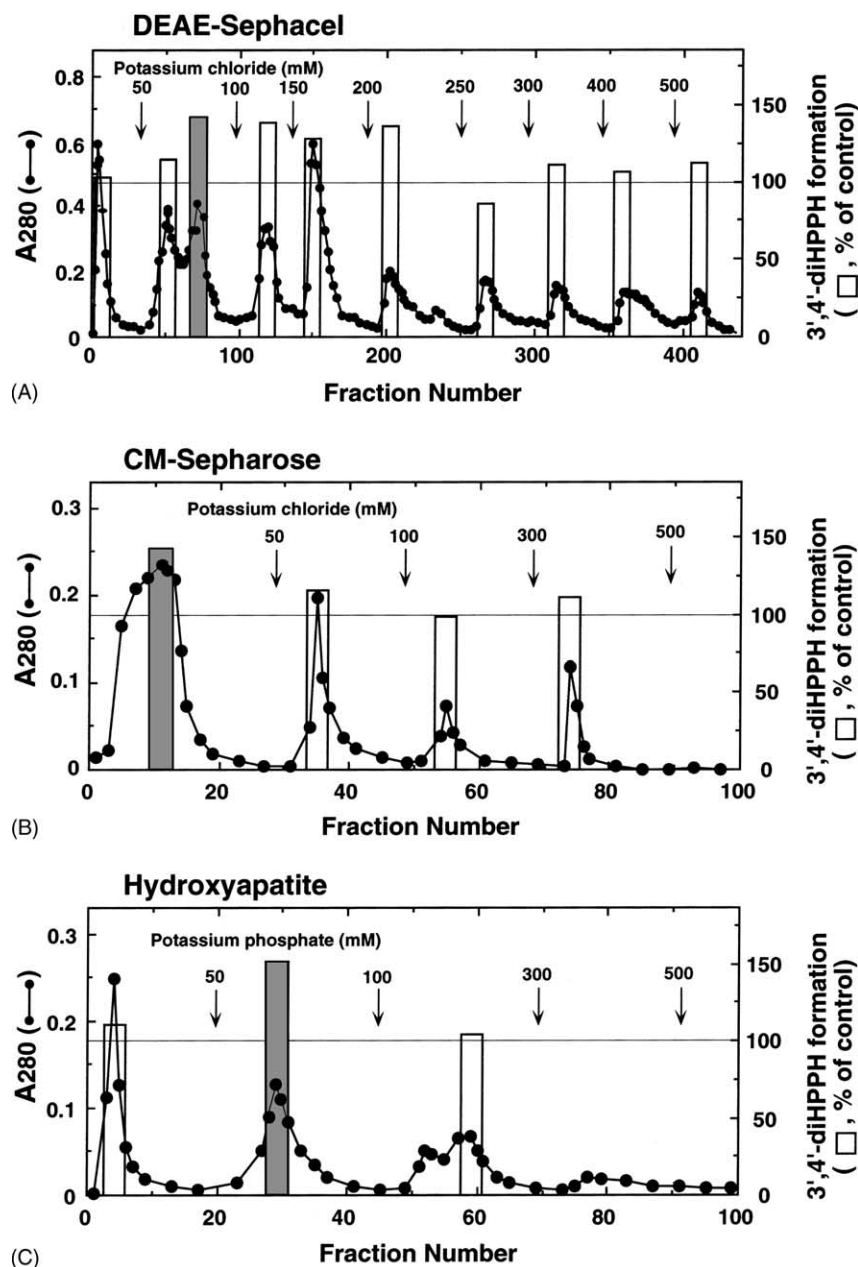 DEAE-Sephacel
Potassium chloride (mM)
50 100 150 200 250 300 400 500
0.8
0.6
0.4
0.2
0
A280 (●—●)
150
100
50
0
3',4'-diHPPH formation
( □, % of control)
0 100 200 300 400
Fraction Number
(A)
CM-Sepharose
Potassium chloride (mM)
50 100 300 500
0.3
0.2
0.1
0
A280 (●—●)
150
100
50
0
3',4'-diHPPH formation
( □, % of control)
0 20 40 60 80 100
Fraction Number
(B)
Hydroxyapatite
Potassium phosphate (mM)
50 100 300 500
0.3
0.2
0.1
0
A280 (●—●)
150
100
50
0
3',4'-diHPPH formation
( □, % of control)
0 20 40 60 80 100
Fraction Number
(C)